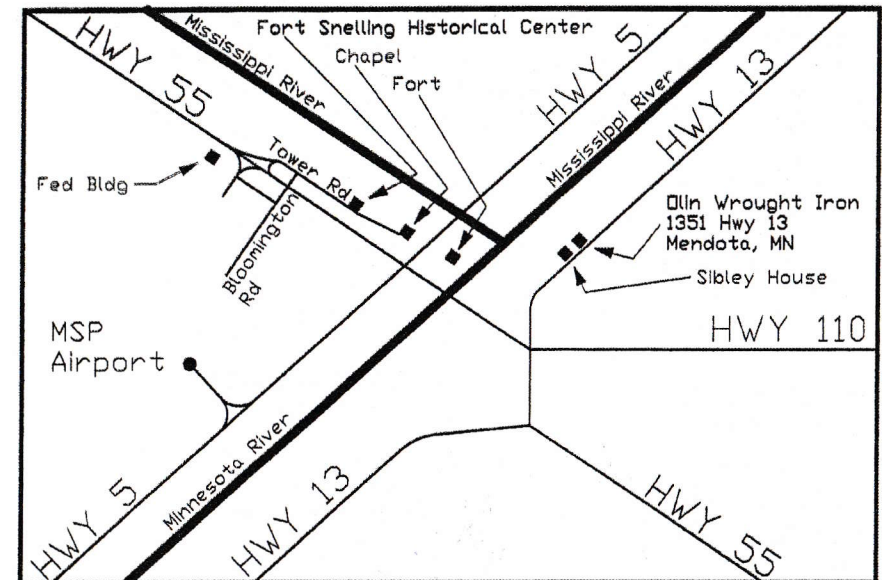 Mississippi River
Fort Snelling Historical Center
Chapel
Fort
HWY 5
HWY 55
Mississippi River
HWY 13
Fed Bldg
Tower Rd
Bloomington
Rd
Olin Wrought Iron
1351 Hwy 13
Mendota, MN
Sibley House
MSP
Airport
HWY 110
Minnesota River
HWY 5
HWY 13
HWY 55